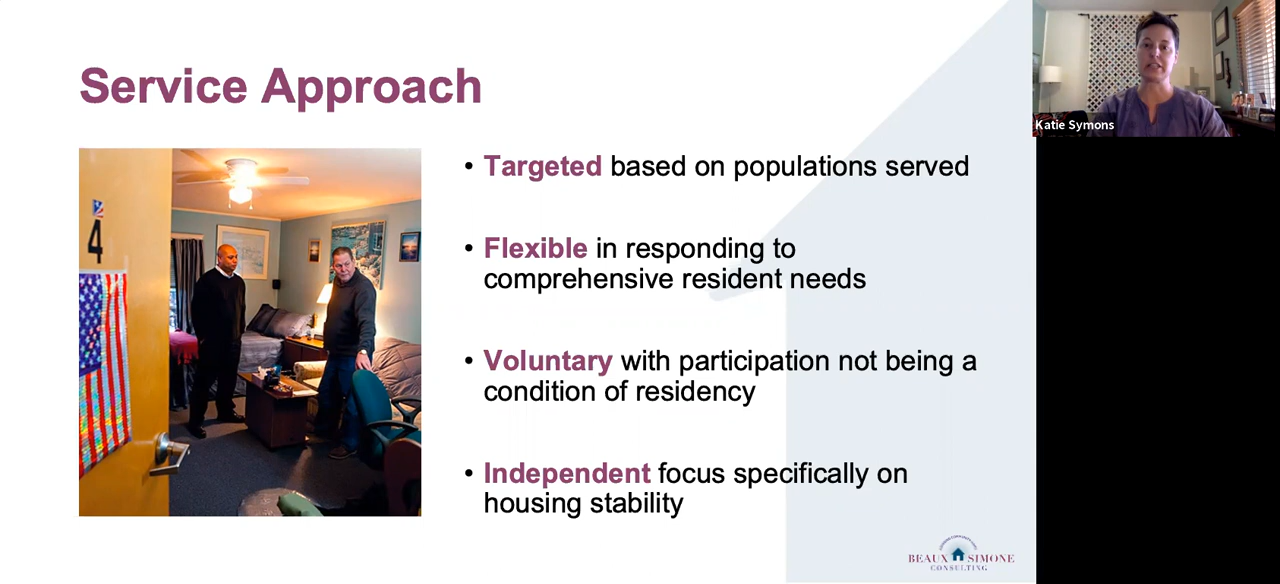 Service Approach
Katie Symons
4
• Targeted based on populations served
• Flexible in responding to
comprehensive resident needs
• Voluntary with participation not being a
condition of residency
• Independent focus specifically on
housing stability
BEAUX SIMONE
CONSULTING